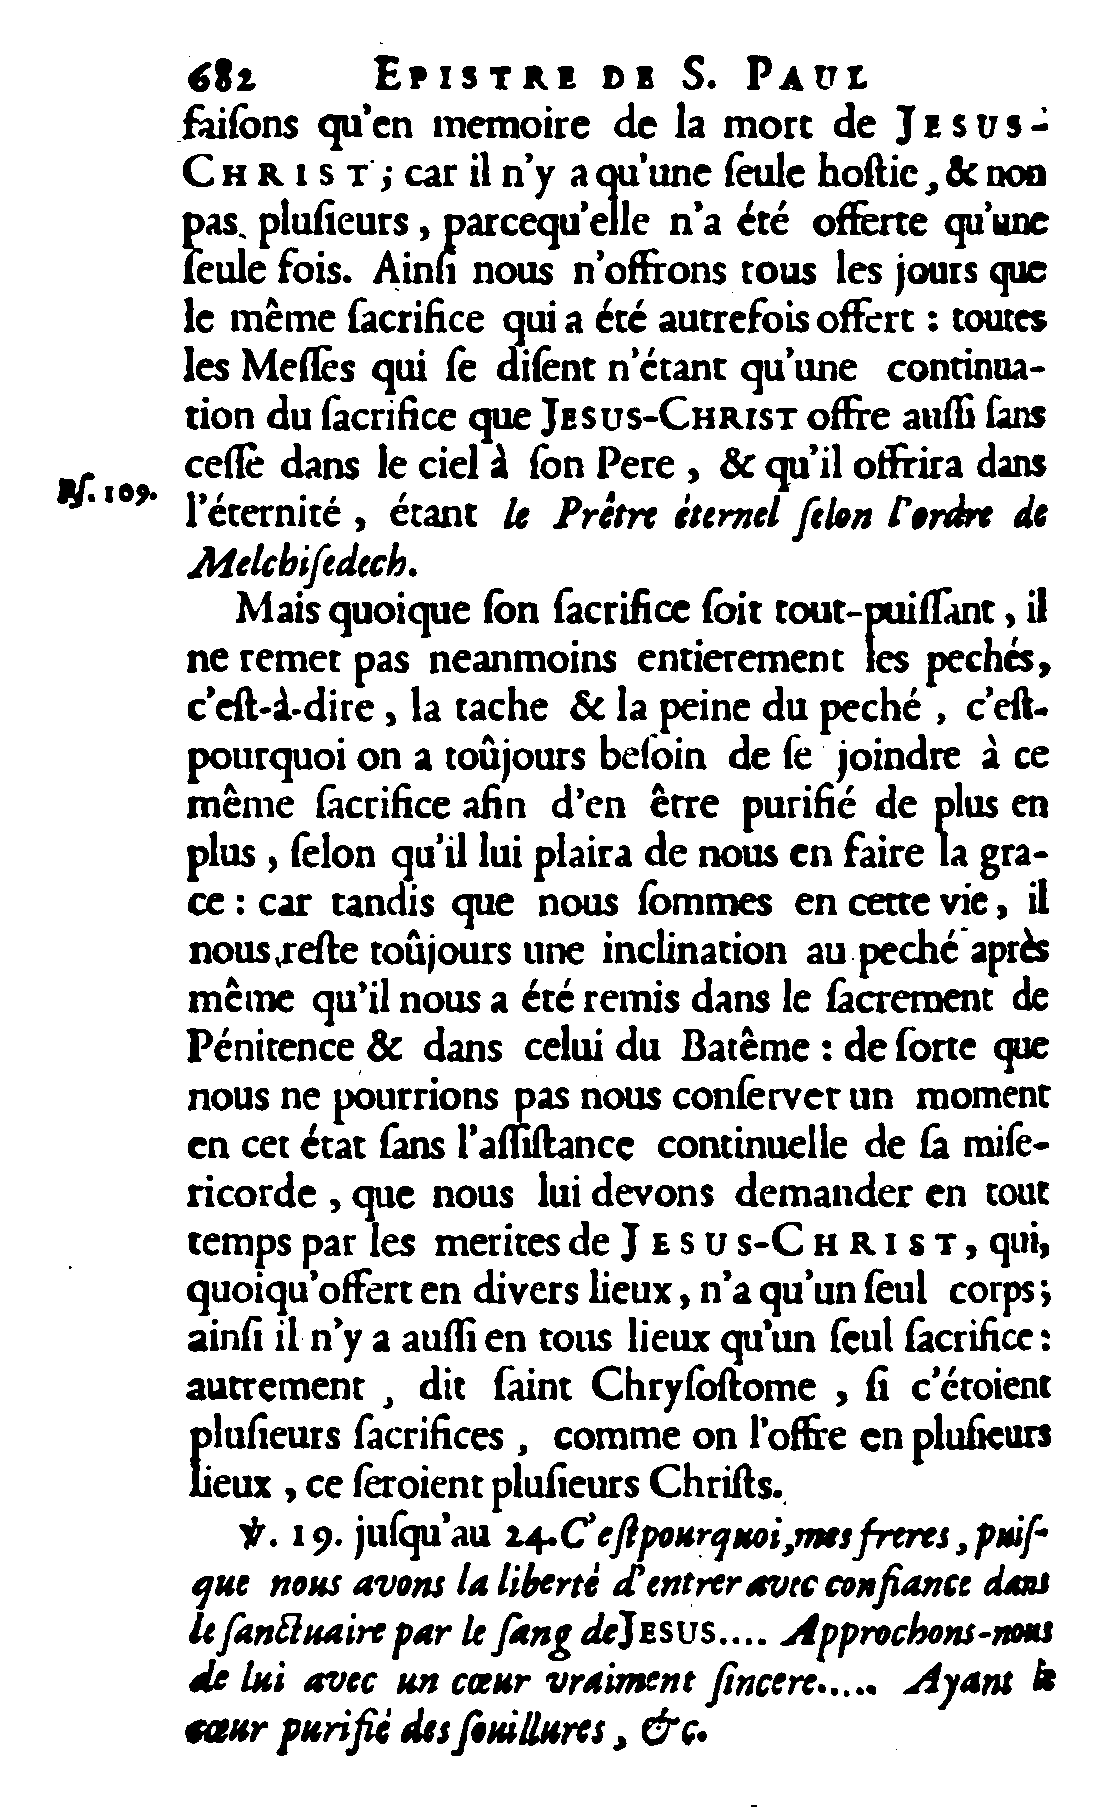 682 EPISTRE DE S. PAUL
faiſons qu'en memoire de la mort de JESUS-
CHRIST; car il n'y a qu'une ſeule hoſtie, & non
pas pluſieurs, parcequ'elle n'a été offerte qu'une
ſeule fois. Ainſi nous n'offrons tous les jours que
le même ſacrifice qui a été autrefois offert : toutes
les Meſſes qui ſe diſent n'étant qu'une continua-
tion du ſacrifice que JESUS-CHRIST offre auſſi ſans
ceſſe dans le ciel à ſon Pere, & qu'il offrira dans
Pſ. 109.
l'éternité, étant le Prêtre éternel ſelon l'ordre de
Melchiſedech.
Mais quoique ſon ſacrifice ſoit tout-puiſſant, il
ne remet pas neanmoins entierement les pechés,
c'eſt-à-dire, la tache & la peine du peché, c'eſt-
pourquoi on a toûjours beſoin de ſe joindre à ce
même ſacrifice afin d'en être purifié de plus en
plus, ſelon qu'il lui plaira de nous en faire la gra-
ce : car tandis que nous ſommes en cette vie, il
nous reſte toûjours une inclination au peché après
même qu'il nous a été remis dans le ſacrement de
Pénitence & dans celui du Batême : de ſorte que
nous ne pourrions pas nous conſerver un moment
en cet état ſans l'aſſiſtance continuelle de ſa miſe-
ricorde, que nous lui devons demander en tout
temps par les merites de JESUS-CHRIST, qui,
quoiqu'offert en divers lieux, n'a qu'un ſeul corps;
ainſi il n'y a auſſi en tous lieux qu'un ſeul ſacrifice :
autrement, dit ſaint Chryſoſtome, ſi c'étoient
pluſieurs ſacrifices, comme on l'offre en pluſieurs
lieux, ce ſeroient pluſieurs Chriſts.
℣. 19. juſqu'au 24. C'eſtpourquoi, mes freres, puiſ-
que nous avons la liberté d'entrer avec confiance dans
le ſanctuaire par le ſang de JESUS.... Approchons-nous
de lui avec un cœur vraiment ſincere..... Ayant le
cœur purifié des ſouillures, &c.